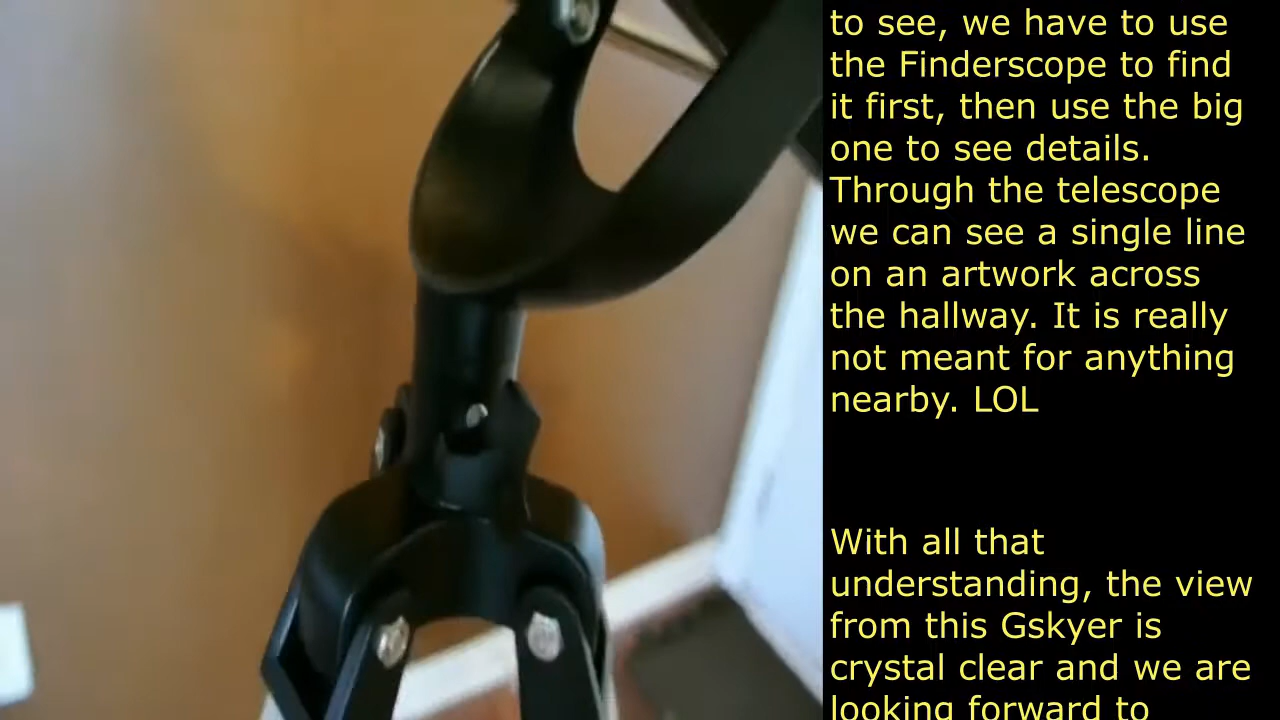 to see, we have to use
the Finderscope to find
it first, then use the big
one to see details.
Through the telescope
we can see a single line
on an artwork across
the hallway. It is really
not meant for anything
nearby. LOL
With all that
understanding, the view
from this Gskyer is
crystal clear and we are
looking forward to